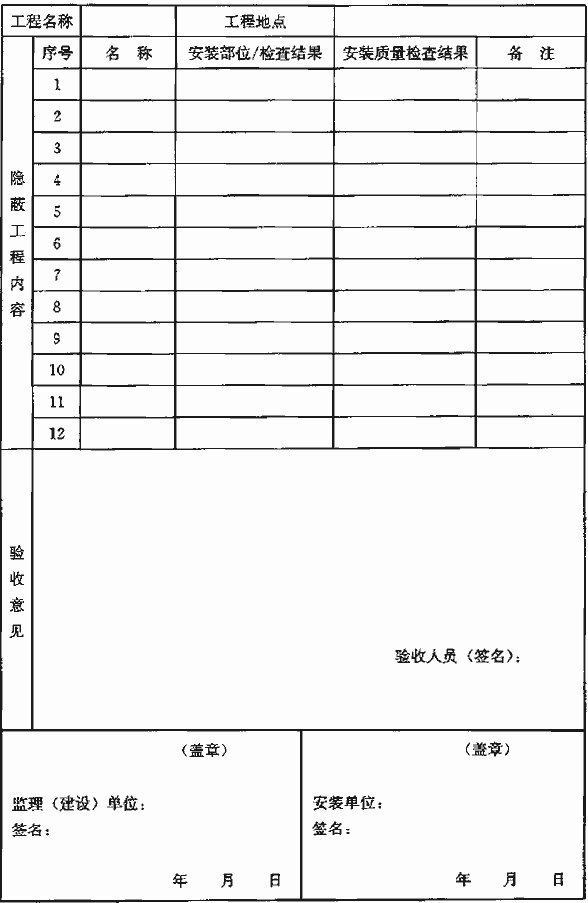 工程名称 工程地点
序号 名 称 安装部位/检查结果 安装质量检查结果 备 注
隐蔽工程内容
1
2
3
4
5
6
7
8
9
10
11
12
验收意见
验收人员（签名）：
（盖章） （盖章）
监理（建设）单位： 安装单位：
签名： 签名：
年 月 日 年 月 日